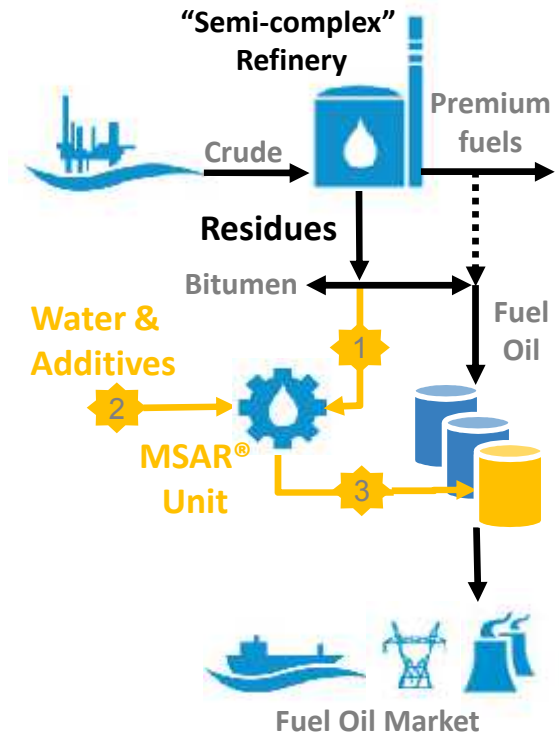 “Semi-complex”
Refinery
Premium
fuels
Crude
Residues
Bitumen
Fuel
Oil
Water &
Additives
1
2
MSAR®
Unit
3
Fuel Oil Market